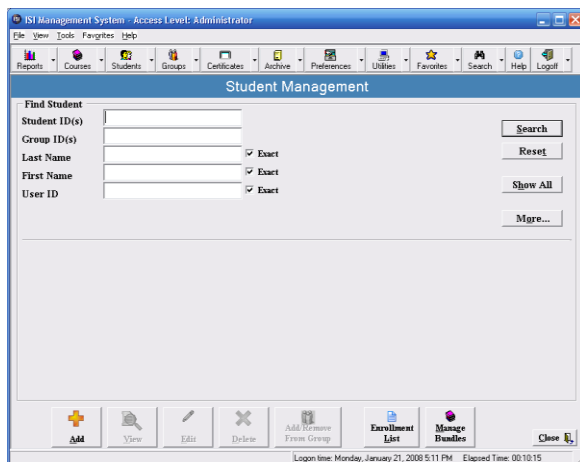 ISI Management System - Access Level: Administrator
File View Tools Favorites Help
Reports Courses Students Groups Certificates Archive Preferences Utilities Favorites Search Help Logoff
Student Management
Find Student
Student ID(s)
Search
Group ID(s)
Last Name Exact
Reset
First Name Exact
User ID Exact
Show All
More...
Add View Edit Delete Add/Remove From Group Enrollment List Manage Bundles Close
Logon time: Monday, January 21, 2008 5:11 PM Elapsed Time: 00:10:15